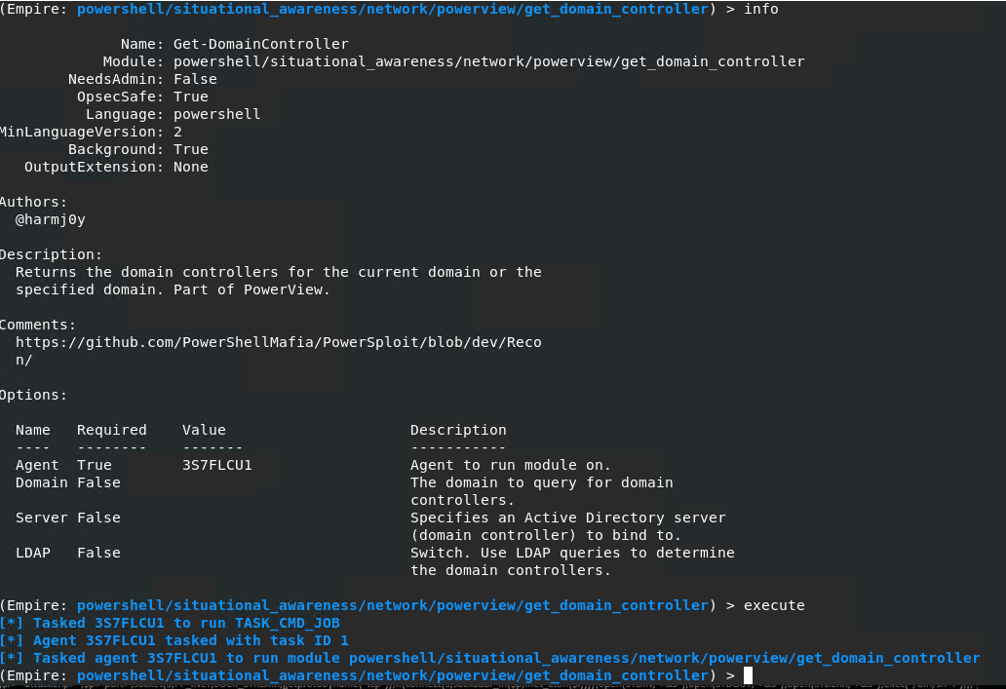 (Empire: powershell/situational_awareness/network/powerview/get_domain_controller) > info
Name: Get-DomainController
Module: powershell/situational_awareness/network/powerview/get_domain_controller
NeedsAdmin: False
OpsecSafe: True
Language: powershell
MinLanguageVersion: 2
Background: True
OutputExtension: None
Authors:
@harmj0y
Description:
Returns the domain controllers for the current domain or the
specified domain. Part of PowerView.
Comments:
https://github.com/PowerShellMafia/PowerSploit/blob/dev/Reco
n/
Options:
Name Required Value Description
---- -------- ------- -----------
Agent True 3S7FLCU1 Agent to run module on.
Domain False The domain to query for domain
controllers.
Server False Specifies an Active Directory server
(domain controller) to bind to.
LDAP False Switch. Use LDAP queries to determine
the domain controllers.
(Empire: powershell/situational_awareness/network/powerview/get_domain_controller) > execute
[*] Tasked 3S7FLCU1 to run TASK_CMD_JOB
[*] Agent 3S7FLCU1 tasked with task ID 1
[*] Tasked agent 3S7FLCU1 to run module powershell/situational_awareness/network/powerview/get_domain_controller
(Empire: powershell/situational_awareness/network/powerview/get_domain_controller) >